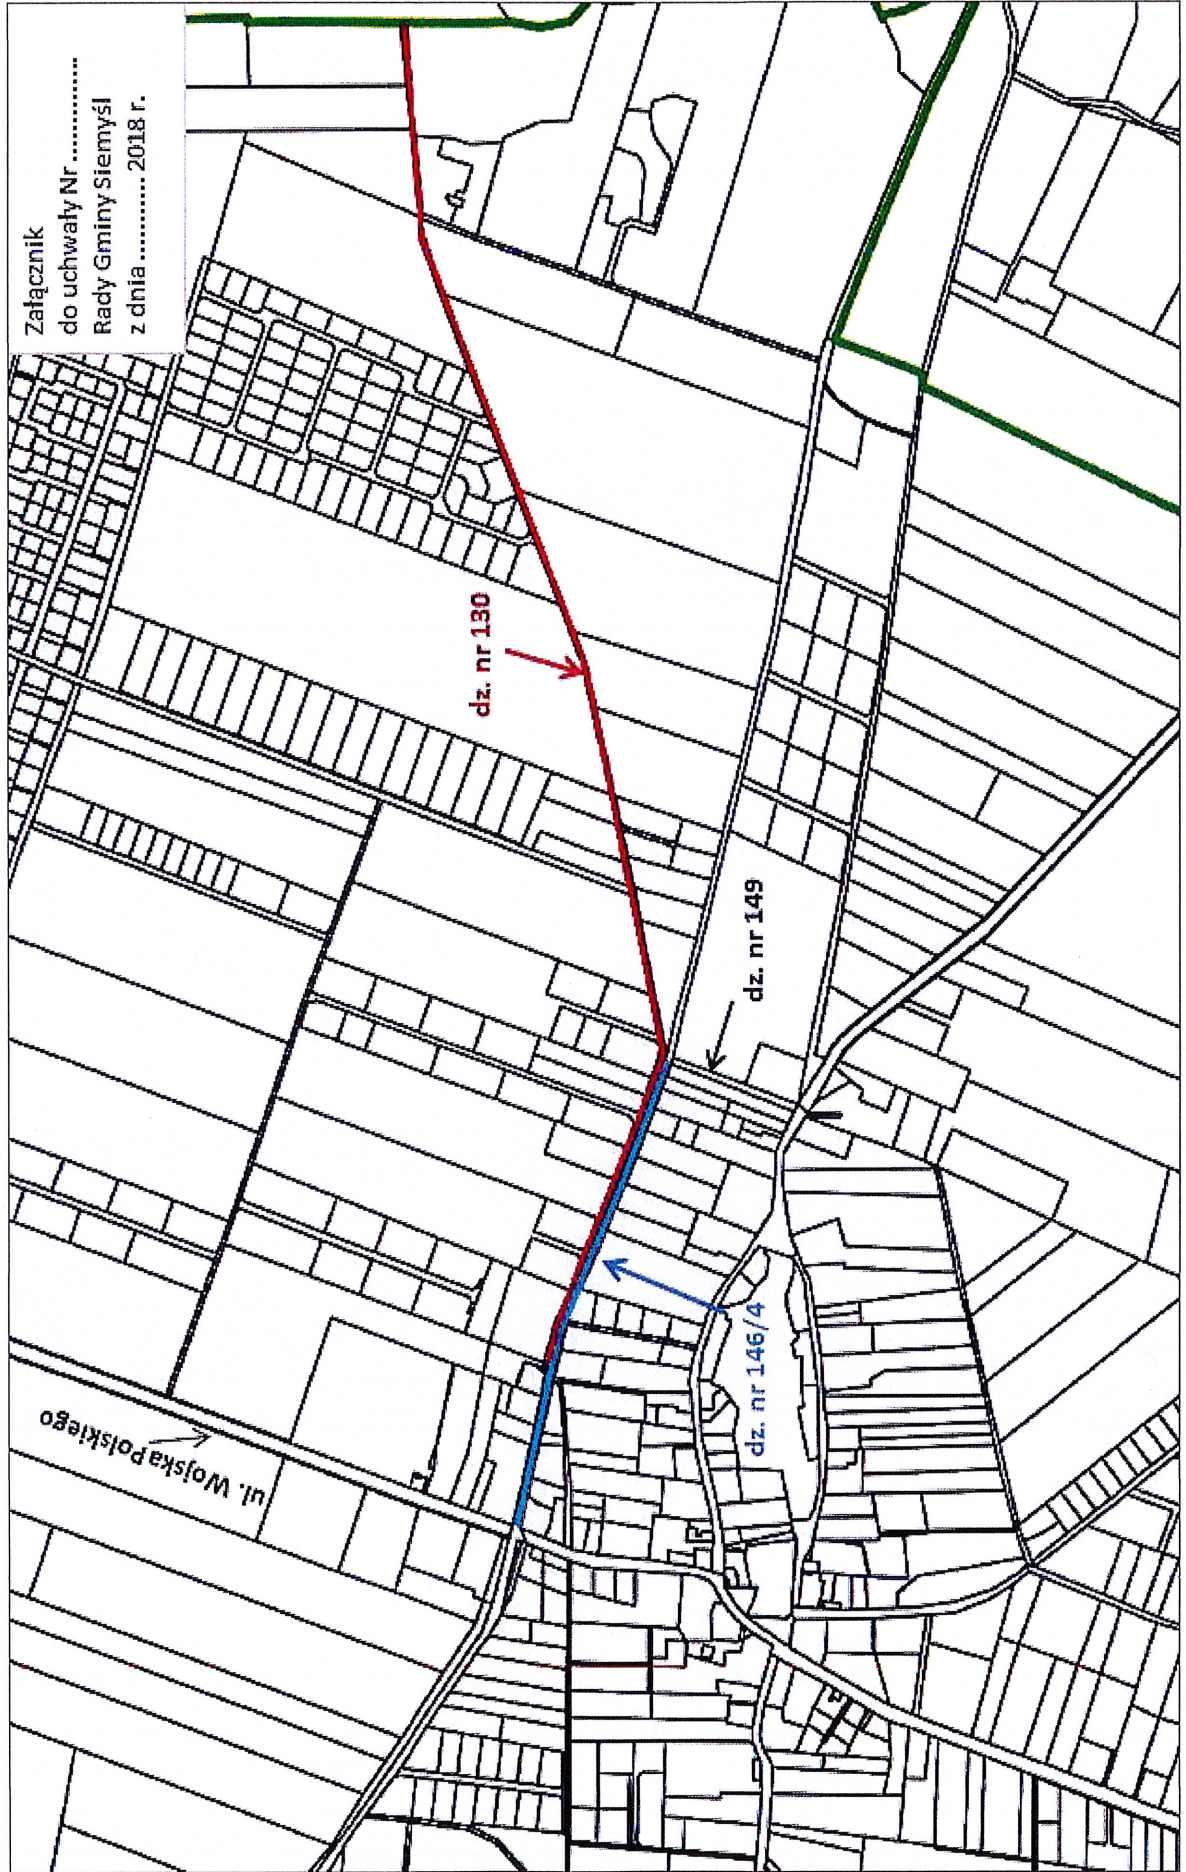 Załącznik
do uchwały Nr ..............
Rady Gminy Siemyśl
z dnia ............ 2018 r.
dz. nr 130
dz. nr 149
dz. nr 146/4
ul. Wojska Polskiego